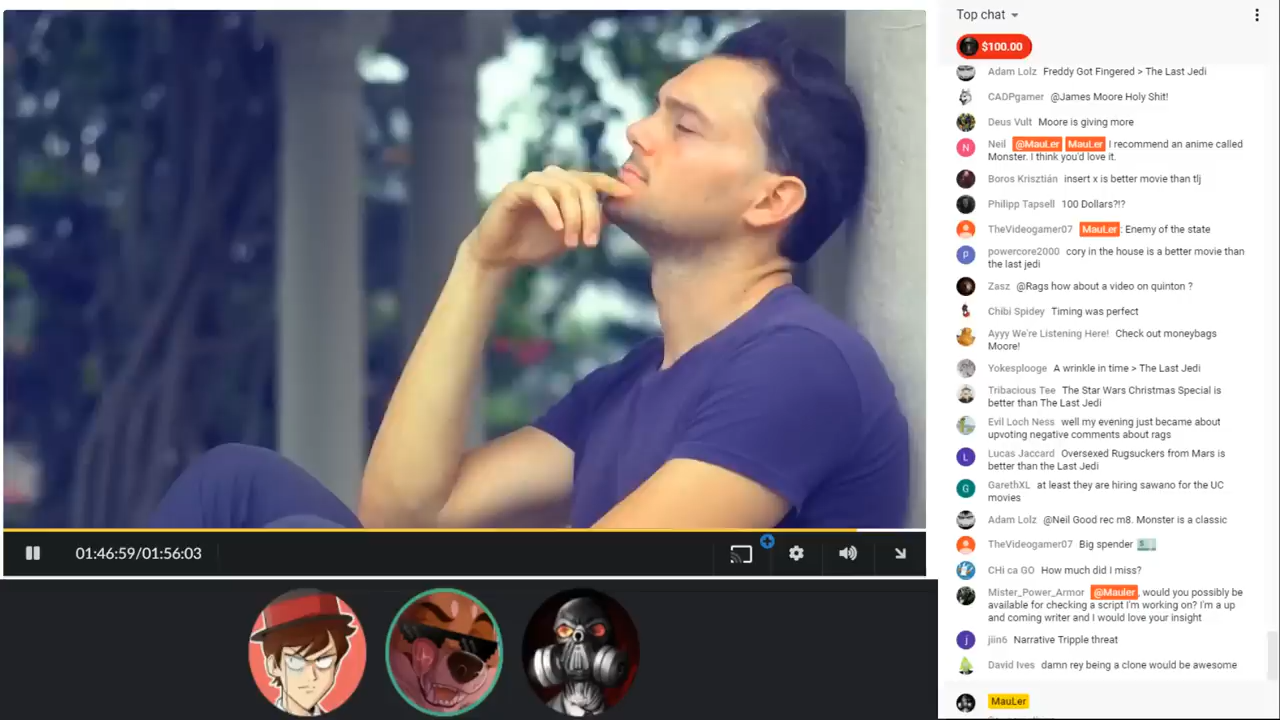 Top chat
$100.00
Adam Lolz Freddy Got Fingered > The Last Jedi
CADPgamer @James Moore Holy Shit!
Deus Vult Moore is giving more
Neil @MauLer MauLer I recommend an anime called
Monster. I think you'd love it.
Boros Krisztián insert x is better movie than tlj
Philipp Tapsell 100 Dollars?!?
TheVideogamer07 MauLer: Enemy of the state
powercore2000 cory in the house is a better movie than
the last jedi
Zasz @Rags how about a video on quinton ?
Chibi Spidey Timing was perfect
Ayyy We're Listening Here! Check out moneybags
Moore!
Yokesplooge A wrinkle in time > The Last Jedi
Tribacious Tee The Star Wars Christmas Special is
better than The Last Jedi
Evil Loch Ness well my evening just became about
upvoting negative comments about rags
Lucas Jaccard Oversexed Rugsuckers from Mars is
better than the Last Jedi
GarethXL at least they are hiring sawano for the UC
movies
Adam Lolz @Neil Good rec m8. Monster is a classic
TheVideogamer07 Big spender
CHi ca GO How much did I miss?
Mister_Power_Armor @Mauler, would you possibly be
available for checking a script I'm working on? I'm a up
and coming writer and I would love your insight
jiin6 Narrative Tripple threat
David Ives damn rey being a clone would be awesome
MauLer
01:46:59/01:56:03